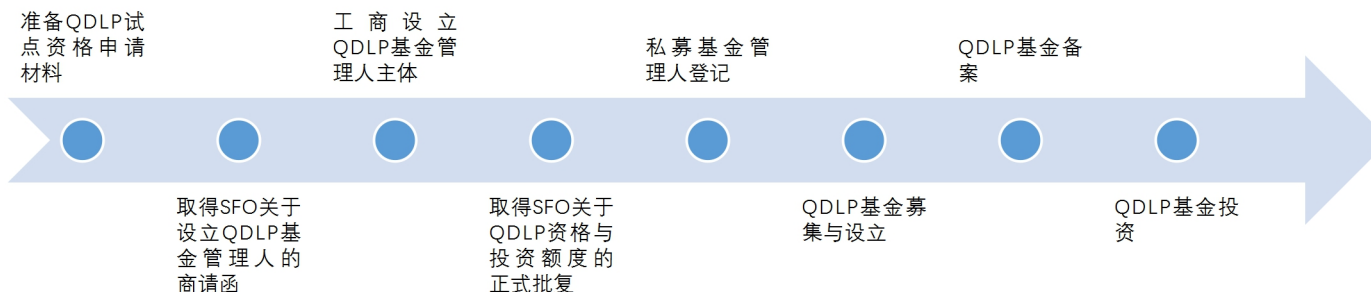 准备QDLP试
点资格申请
材料
取得SFO关于
设立QDLP基
金管理人的
商请函
工商设立
QDLP基金管
理人主体
取得SFO关于
QDLP资格与
投资额度的
正式批复
私募基金管
理人登记
QDLP基金募
集与设立
QDLP基金备
案
QDLP基金投
资